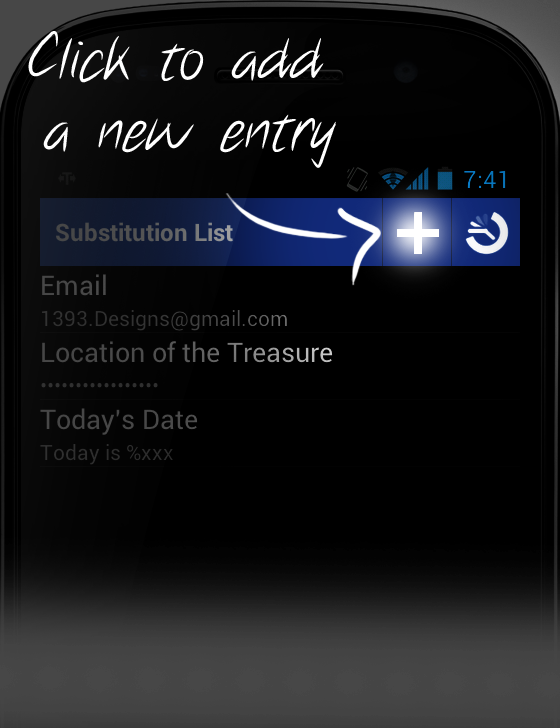 Click to add
a new entry
7:41
Substitution List
Email
1393.Designs@gmail.com
Location of the Treasure
•••••••••••••••••
Today's Date
Today is %xxx